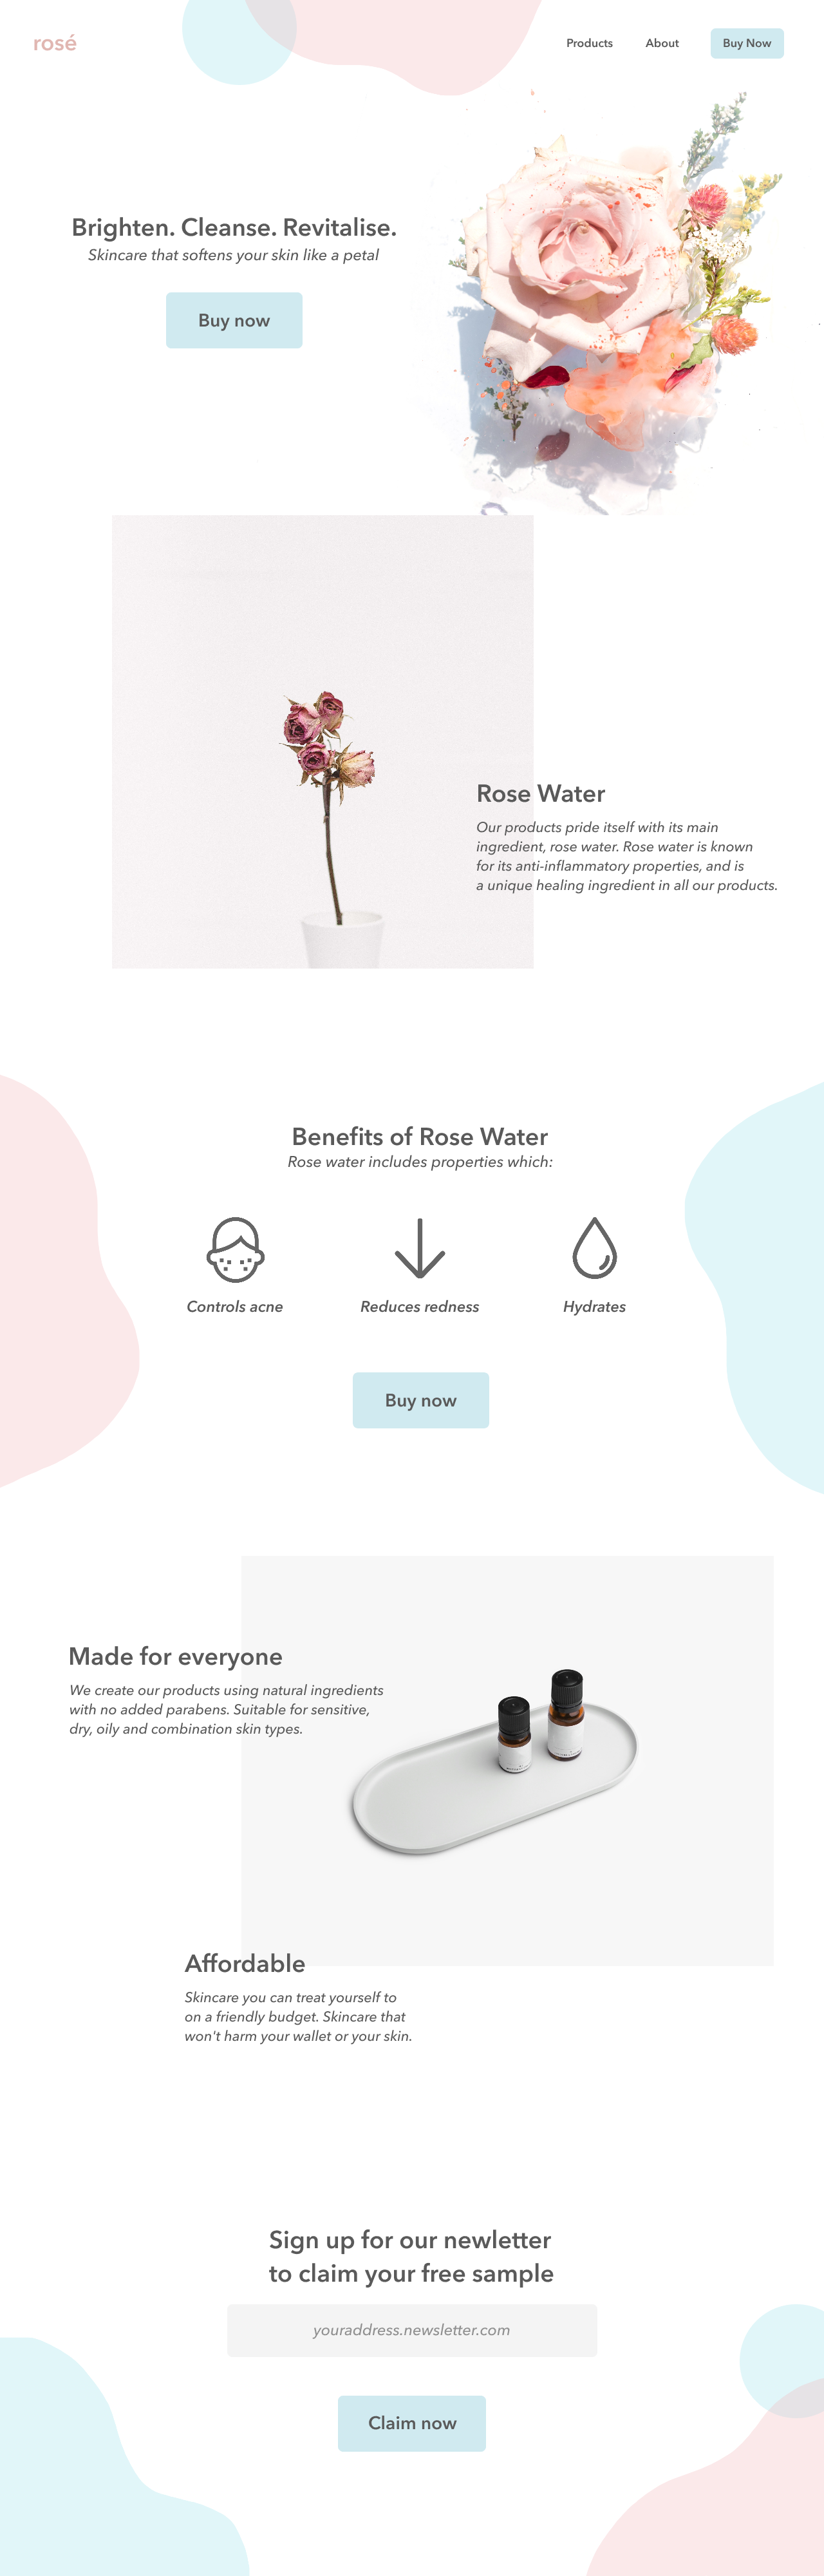 rosé
Products
About
Buy Now
Brighten. Cleanse. Revitalise.
Skincare that softens your skin like a petal
Buy now
Rose Water
Our products pride itself with its main
ingredient, rose water. Rose water is known
for its anti-inflammatory properties, and is
a unique healing ingredient in all our products.
Benefits of Rose Water
Rose water includes properties which:
Controls acne
Reduces redness
Hydrates
Buy now
Made for everyone
We create our products using natural ingredients
with no added parabens. Suitable for sensitive,
dry, oily and combination skin types.
Affordable
Skincare you can treat yourself to
on a friendly budget. Skincare that
won't harm your wallet or your skin.
Sign up for our newletter
to claim your free sample
youraddress.newsletter.com
Claim now